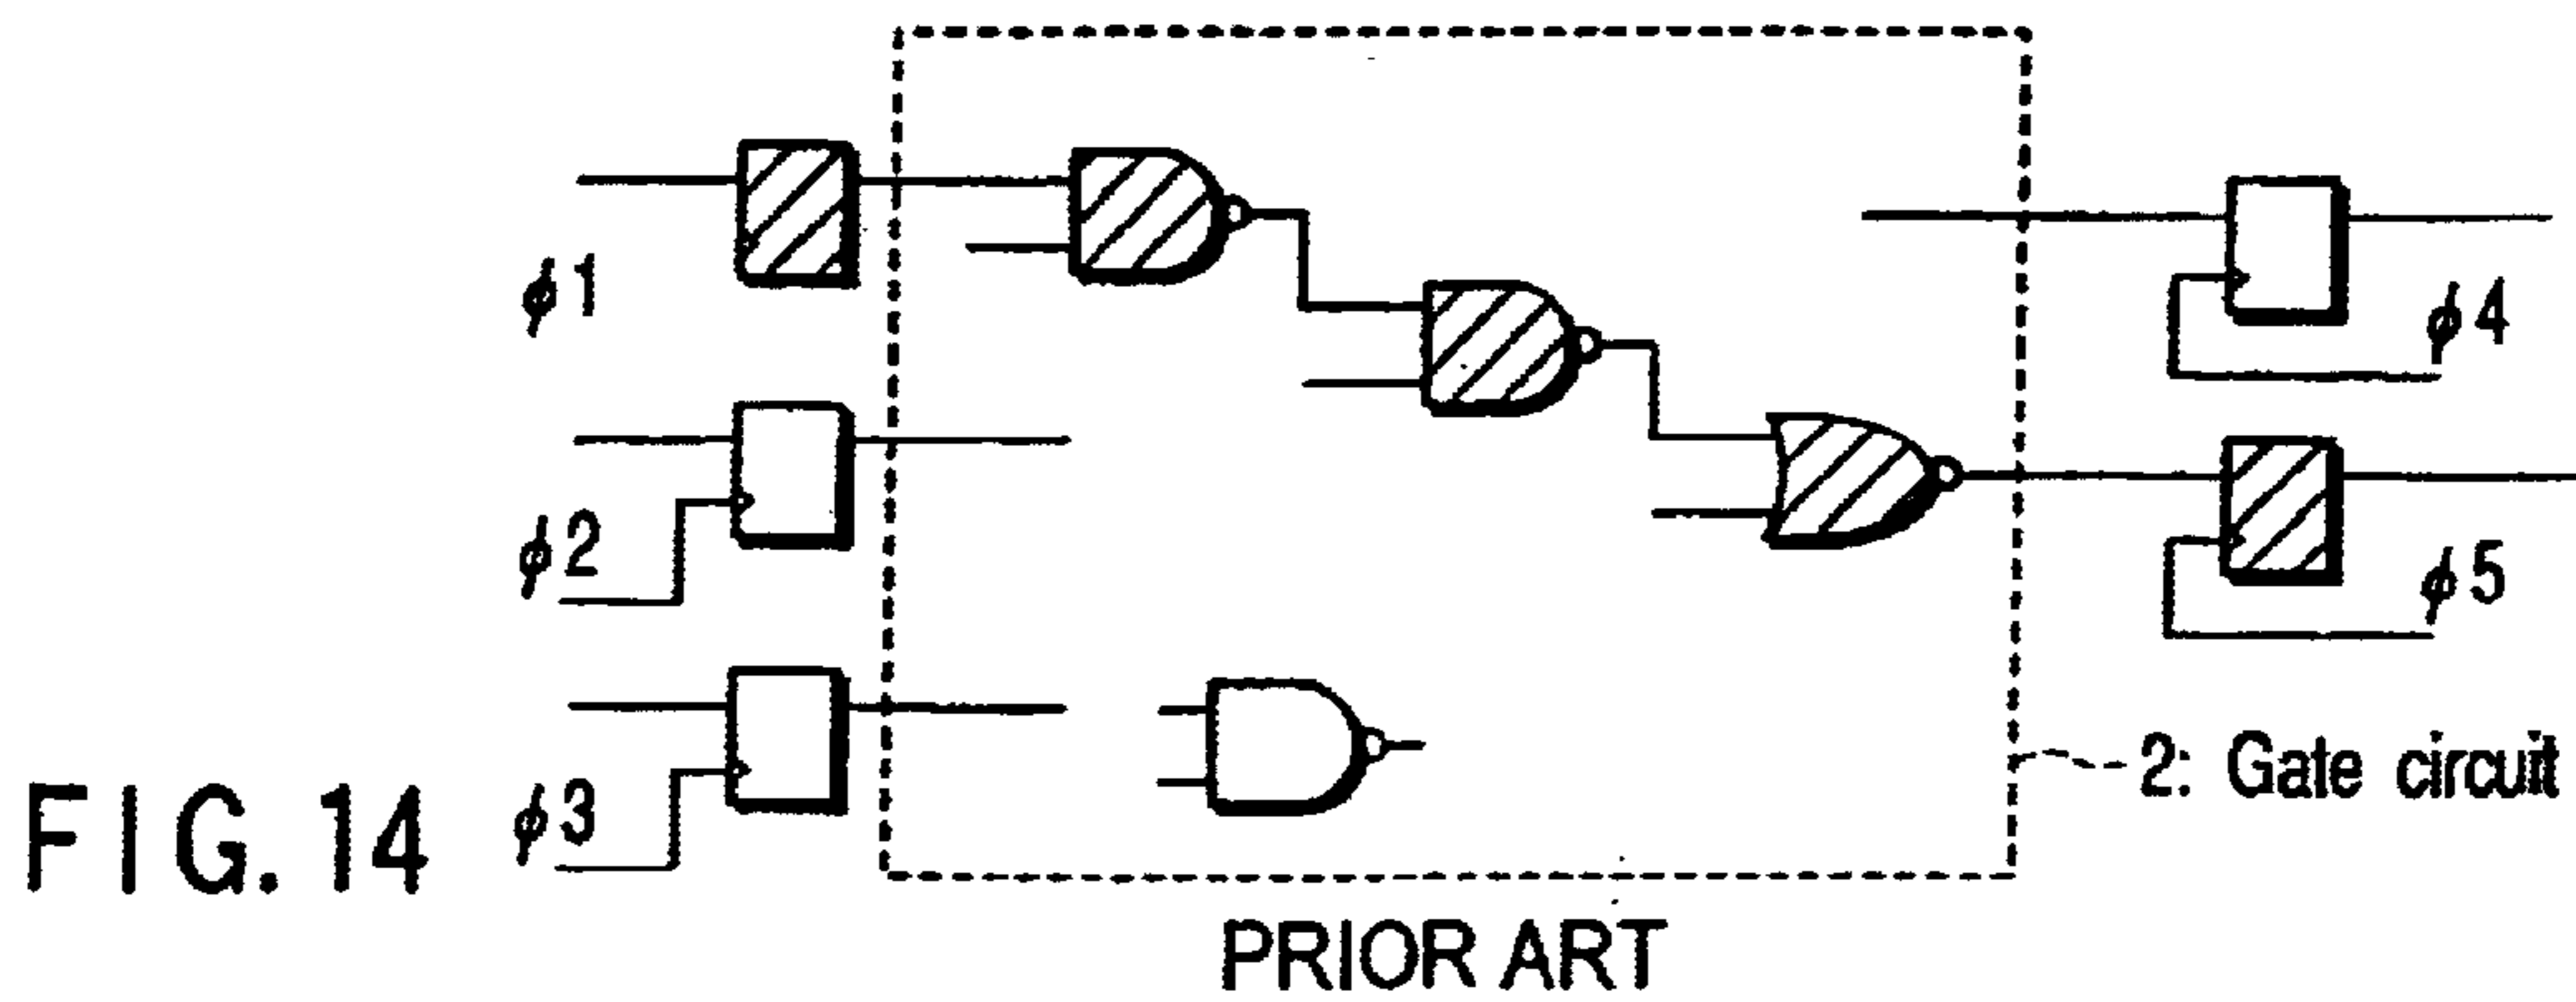 φ1
φ4
φ2
φ5
φ3
2: Gate circuit
FIG. 14
PRIOR ART